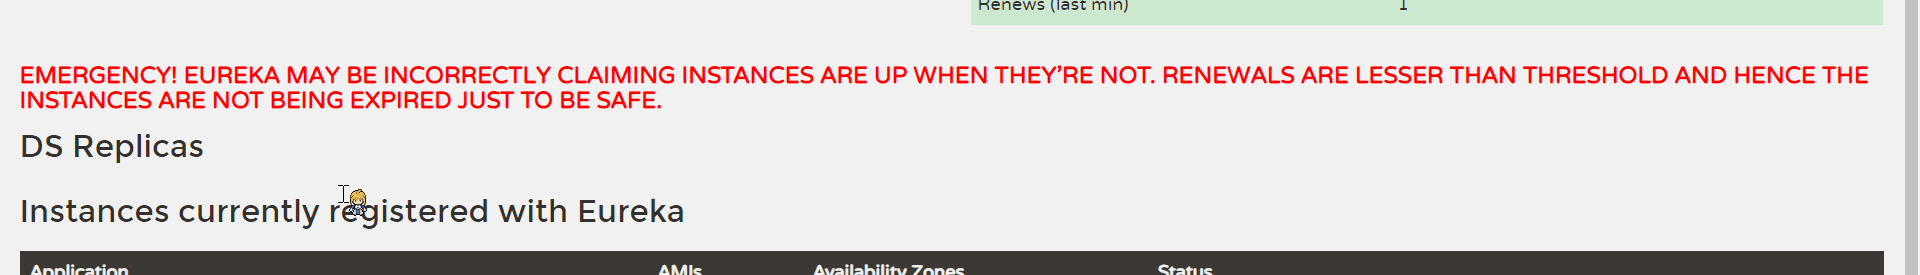 Renews (last min) 1
EMERGENCY! EUREKA MAY BE INCORRECTLY CLAIMING INSTANCES ARE UP WHEN THEY’RE NOT. RENEWALS ARE LESSER THAN THRESHOLD AND HENCE THE
INSTANCES ARE NOT BEING EXPIRED JUST TO BE SAFE.
DS Replicas
Instances currently registered with Eureka
Application AMIs Availability Zones Status